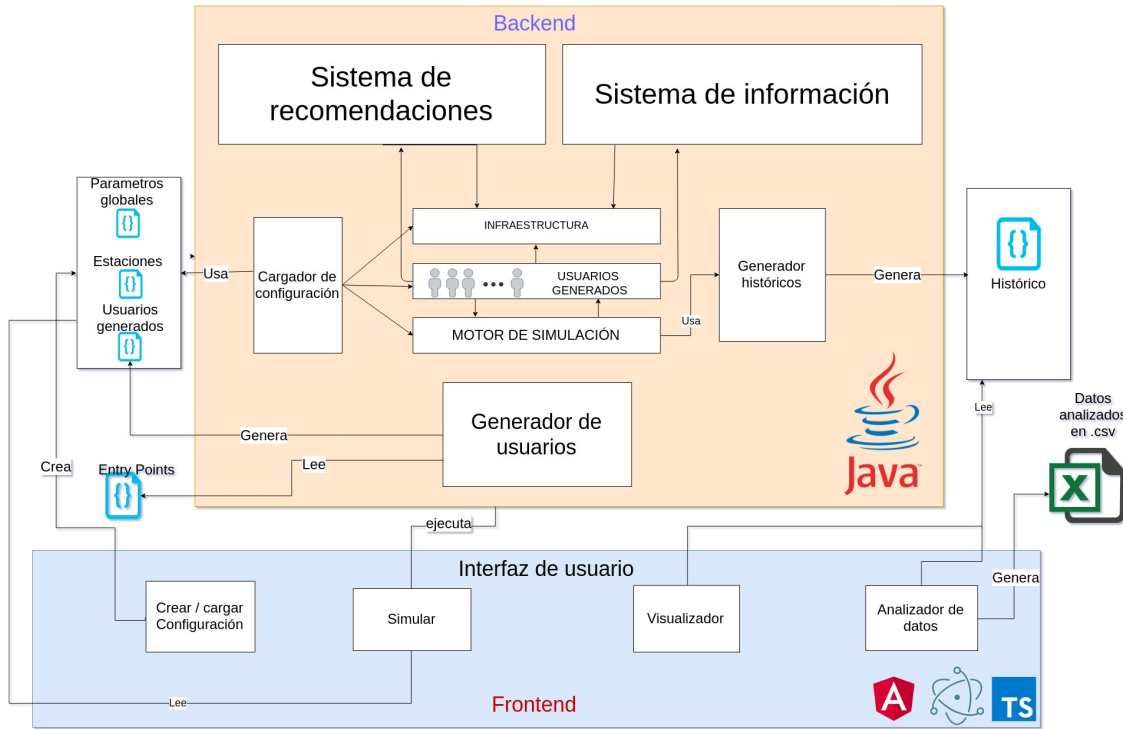 Backend
Sistema de
recomendaciones
Sistema de información
Parametros
globales
{}
Estaciones
{}
Usuarios
generados
{}
Usa
Cargador de
configuración
INFRAESTRUCTURA
USUARIOS
GENERADOS
MOTOR DE SIMULACIÓN
Usa
Generador
históricos
Genera
{}
Histórico
Generador de
usuarios
Genera
Lee
Java
Lee
Datos
analizados
en .csv
X
Crea
Entry Points
{}
ejecuta
Interfaz de usuario
Genera
Crear / cargar
Configuración
Simular
Visualizador
Analizador de
datos
Lee
Frontend
A
TS